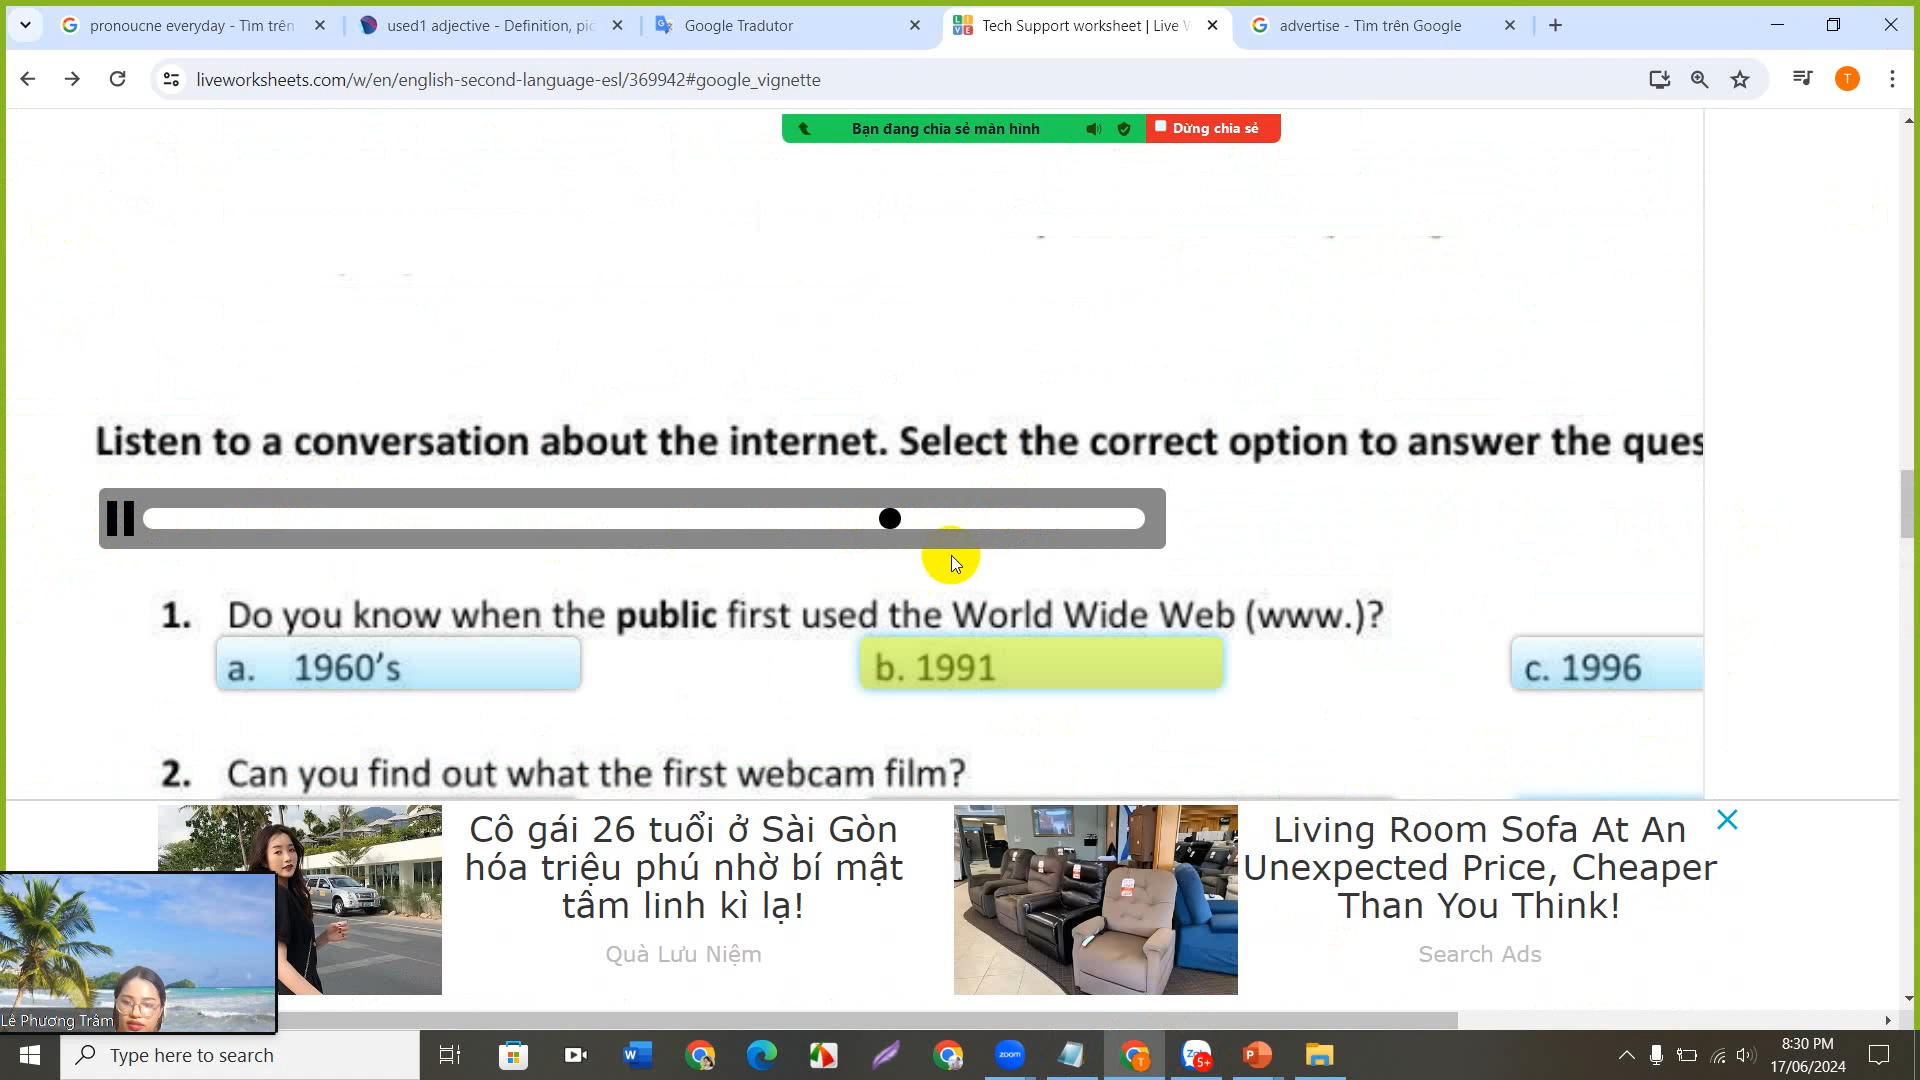 pronoucne everyday - Tìm trên
used1 adjective - Definition, pic
Google Tradutor
Tech Support worksheet | Live W
advertise - Tìm trên Google
liveworksheets.com/w/en/english-second-language-esl/369942#google_vignette
T
Bạn đang chia sẻ màn hình
Dừng chia sẻ
Listen to a conversation about the internet. Select the correct option to answer the ques
1. Do you know when the public first used the World Wide Web (www.)?
a. 1960's
b. 1991
c. 1996
2. Can you find out what the first webcam film?
Cô gái 26 tuổi ở Sài Gòn
hóa triệu phú nhờ bí mật
tâm linh kì lạ!
Quà Lưu Niệm
Living Room Sofa At An
Unexpected Price, Cheaper
Than You Think!
Search Ads
Lê Phương Trâm
Type here to search
zoom
5+
8:30 PM
17/06/2024